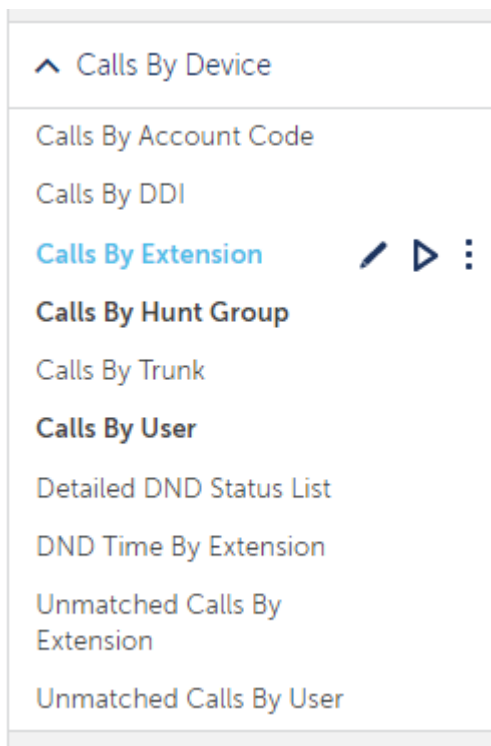 Calls By Device
Calls By Account Code
Calls By DDI
Calls By Extension
Calls By Hunt Group
Calls By Trunk
Calls By User
Detailed DND Status List
DND Time By Extension
Unmatched Calls By
Extension
Unmatched Calls By User